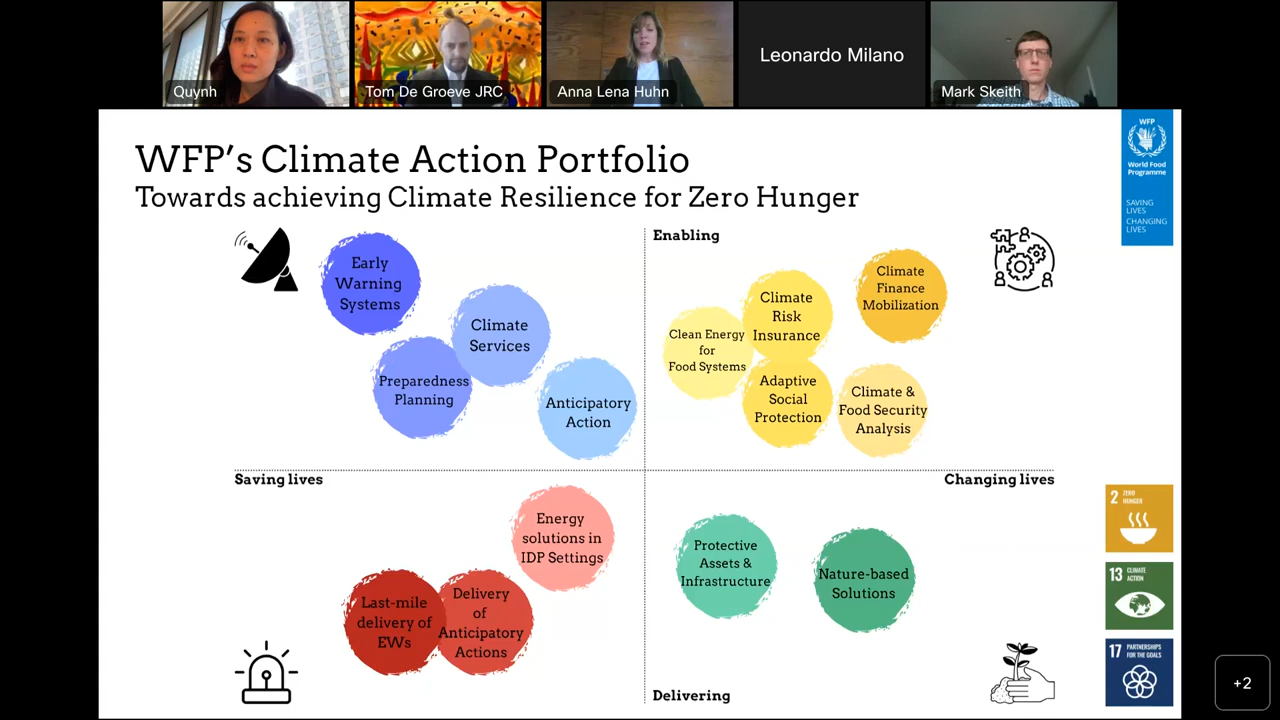 Quynh
Tom De Groeve JRC
Anna Lena Huhn
Leonardo Milano
Mark Skeith
WFP’s Climate Action Portfolio
Towards achieving Climate Resilience for Zero Hunger
WFP
World Food
Programme
SAVING
LIVES
CHANGING
LIVES
Early
Warning
Systems
Climate
Services
Preparedness
Planning
Anticipatory
Action
Enabling
Climate
Finance
Mobilization
Climate
Risk
Insurance
Clean Energy
for
Food Systems
Adaptive
Social
Protection
Climate &
Food Security
Analysis
Saving lives
Changing lives
Energy
solutions in
IDP Settings
Last-mile
delivery of
EWs
Delivery
of
Anticipatory
Actions
Protective
Assets &
Infrastructure
Nature-based
Solutions
Delivering
2 ZERO
HUNGER
13 CLIMATE
ACTION
17 PARTNERSHIPS
FOR THE GOALS
+2